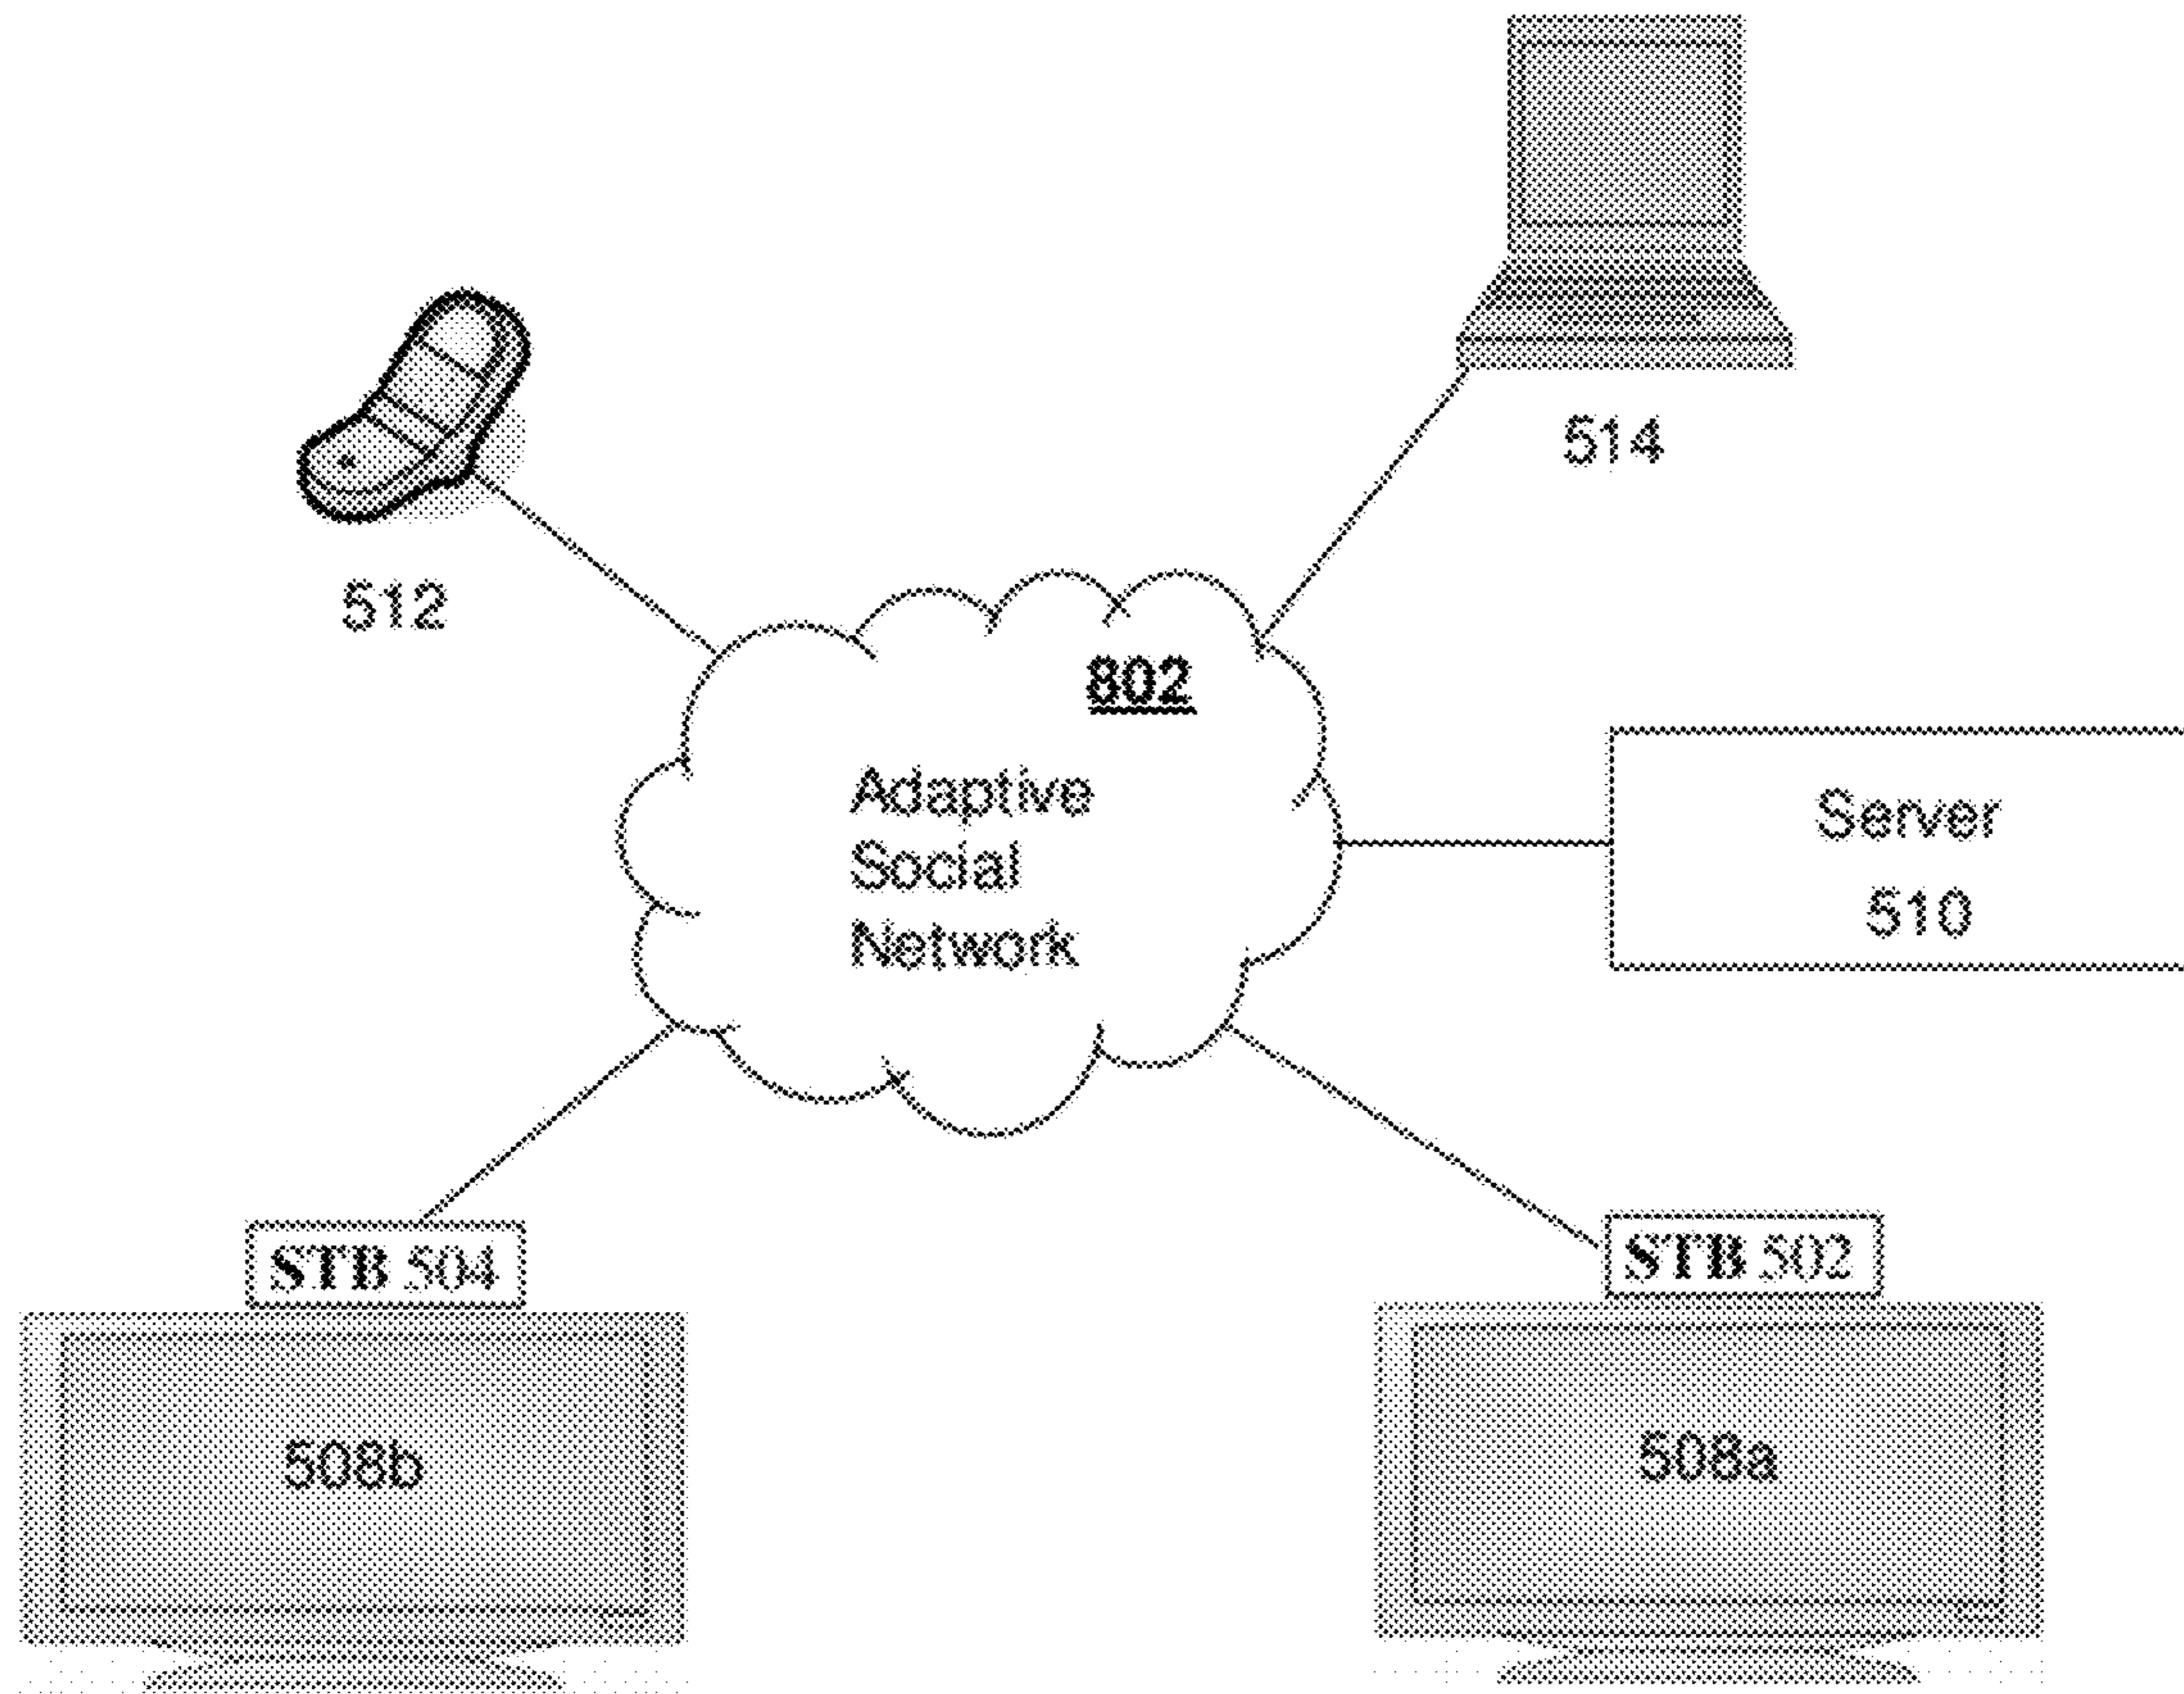 514
512
802
Adaptive
Social
Network
Server
510
STB 504
STB 502
508b
508a